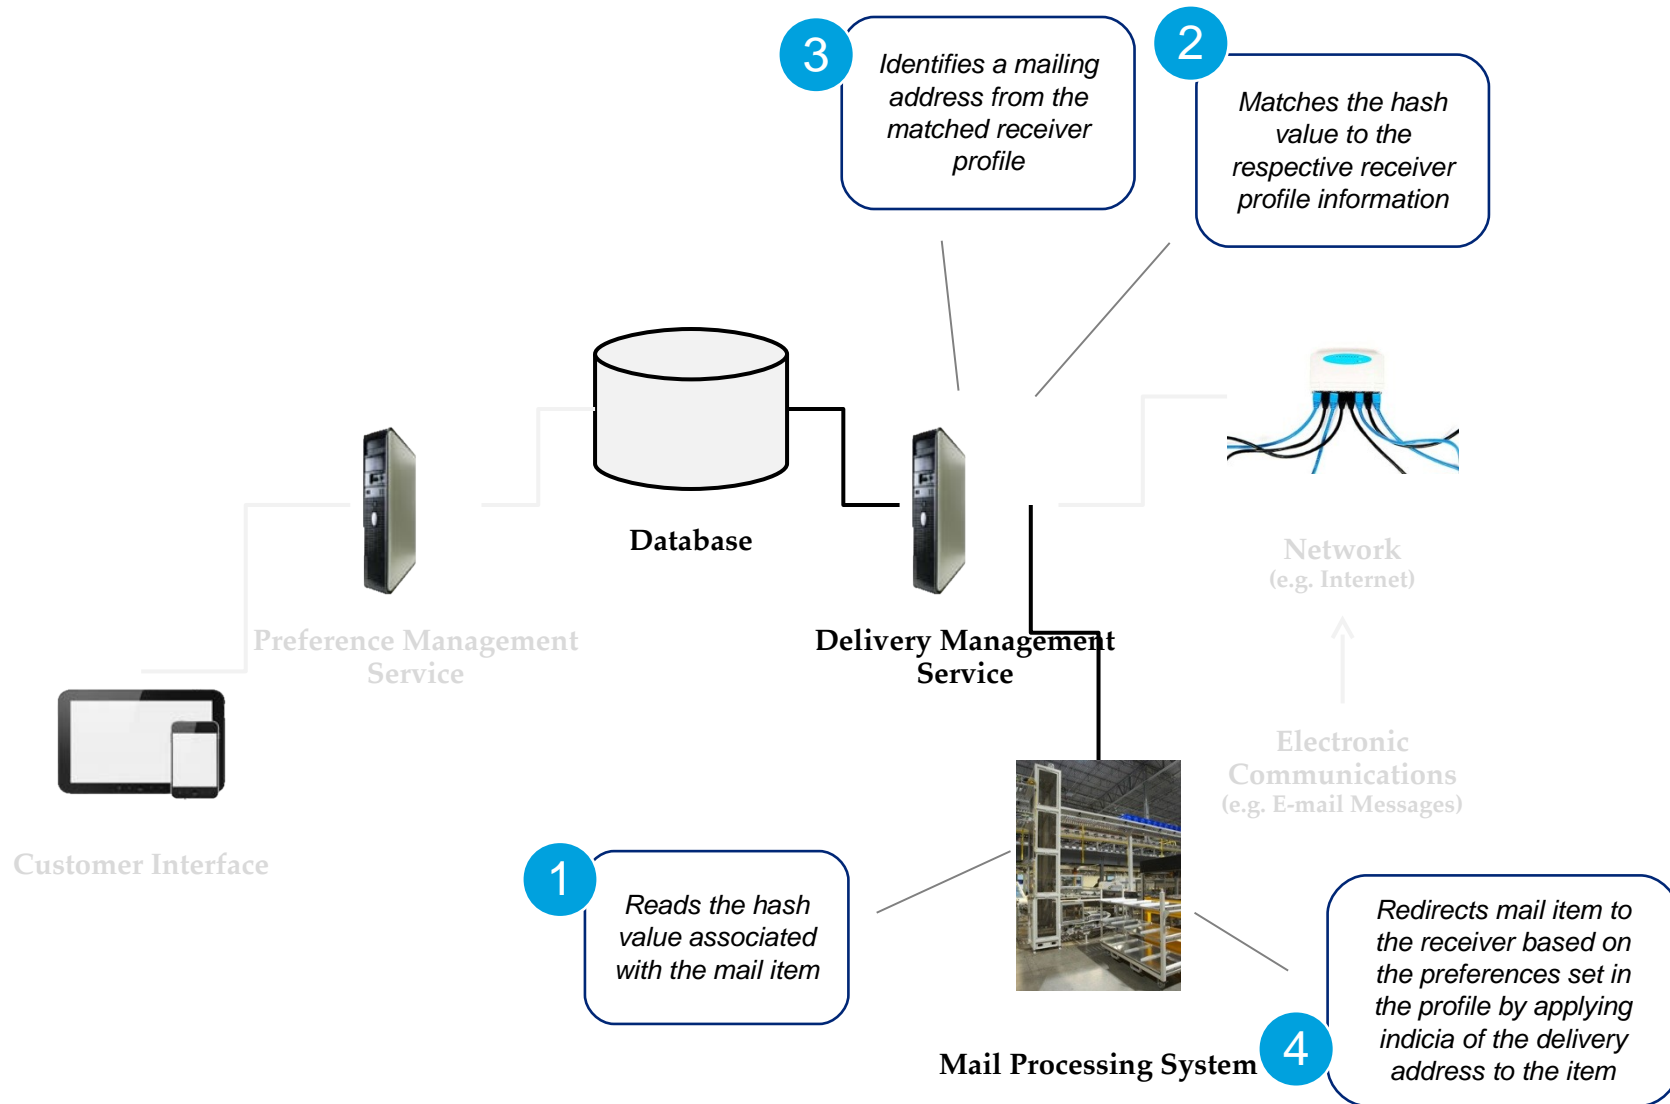 3
Identifies a mailing
address from the
matched receiver
profile
2
Matches the hash
value to the
respective receiver
profile information
Database
Network
(e.g. Internet)
Preference Management
Service
Delivery Management
Service
Electronic
Communications
(e.g. E-mail Messages)
Customer Interface
1
Reads the hash
value associated
with the mail item
Mail Processing System
4
Redirects mail item to
the receiver based on
the preferences set in
the profile by applying
indicia of the delivery
address to the item